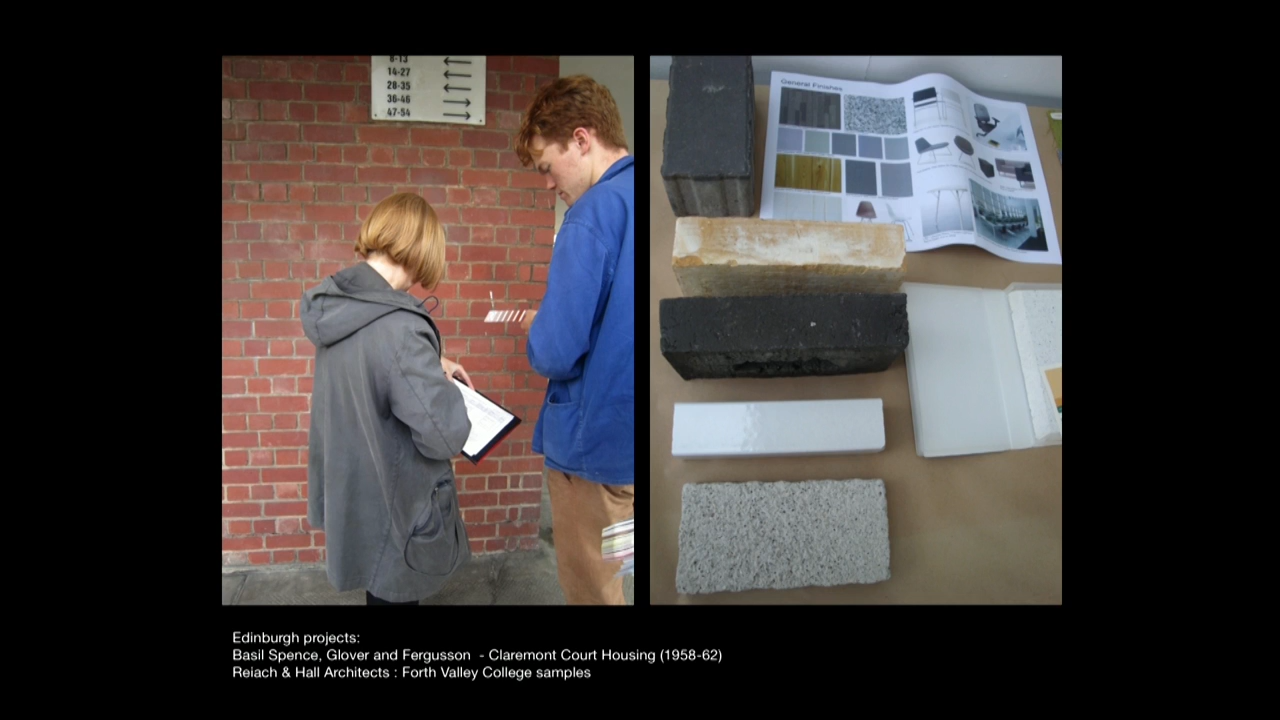 8-13
14-27
28-35
36-46
47-54
General Finishes
Edinburgh projects:
Basil Spence, Glover and Fergusson - Claremont Court Housing (1958-62)
Reiach & Hall Architects : Forth Valley College samples